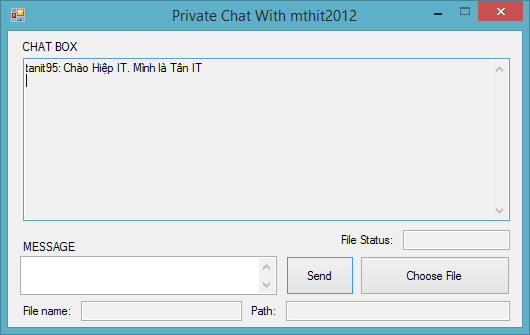 Private Chat With mthit2012
CHAT BOX
tanit95: Chào Hiệp IT. Mình là Tân IT
File Status:
MESSAGE
Send
Choose File
File name:
Path: